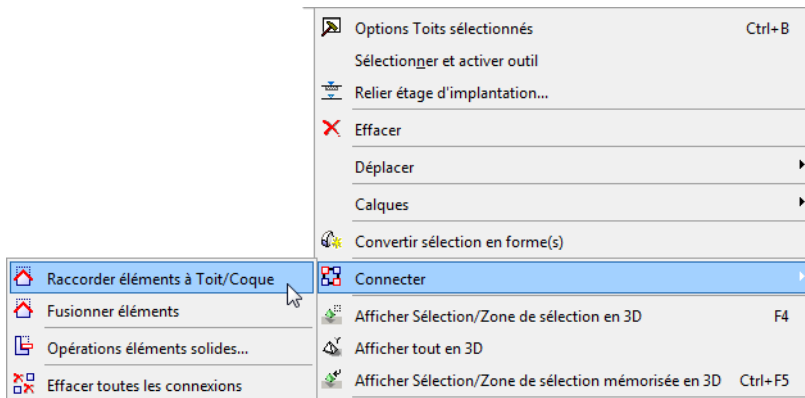 Options Toits sélectionnés Ctrl+B
Sélectionner et activer outil
Relier étage d'implantation...
Effacer
Déplacer
Calques
Convertir sélection en forme(s)
Connecter
Raccorder éléments à Toit/Coque
Fusionner éléments
Opérations éléments solides...
Effacer toutes les connexions
Afficher Sélection/Zone de sélection en 3D F4
Afficher tout en 3D
Afficher Sélection/Zone de sélection mémorisée en 3D Ctrl+F5